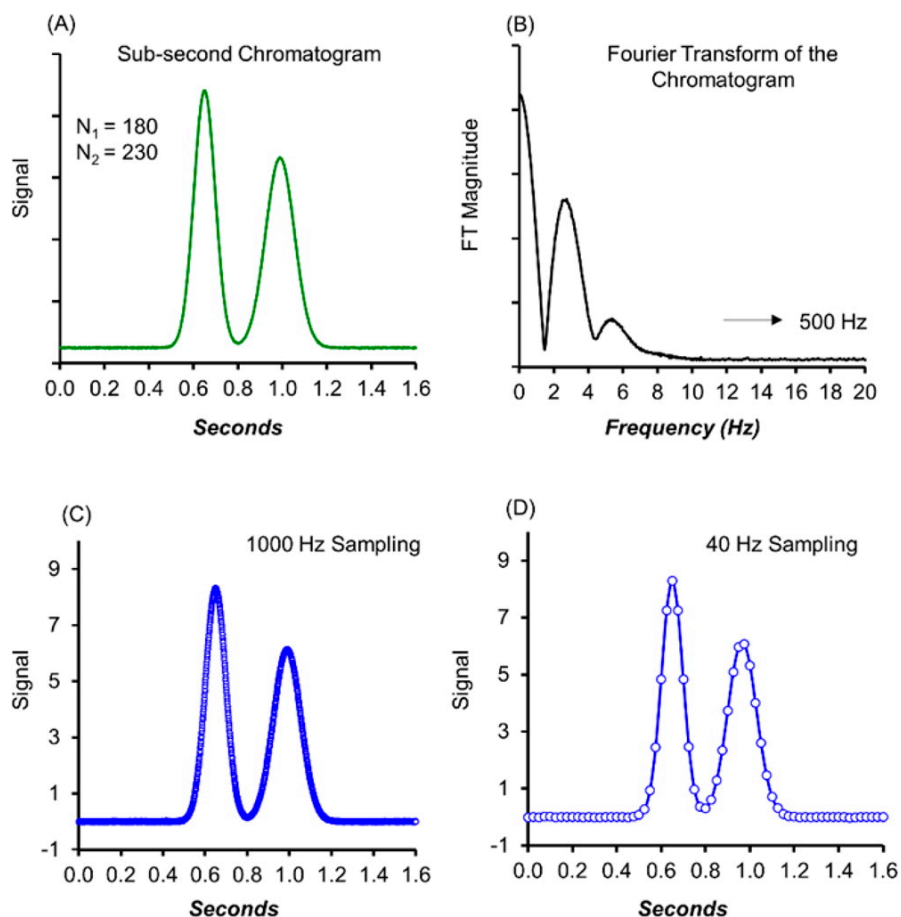 (A)
Sub-second Chromatogram
N1 = 180
N2 = 230
Signal
0.0 0.2 0.4 0.6 0.8 1.0 1.2 1.4 1.6
Seconds
(B)
Fourier Transform of the
Chromatogram
FT Magnitude
500 Hz
0 2 4 6 8 10 12 14 16 18 20
Frequency (Hz)
(C)
1000 Hz Sampling
Signal
9
7
5
3
1
-1
0.0 0.2 0.4 0.6 0.8 1.0 1.2 1.4 1.6
Seconds
(D)
40 Hz Sampling
Signal
9
7
5
3
1
-1
0.0 0.2 0.4 0.6 0.8 1.0 1.2 1.4 1.6
Seconds